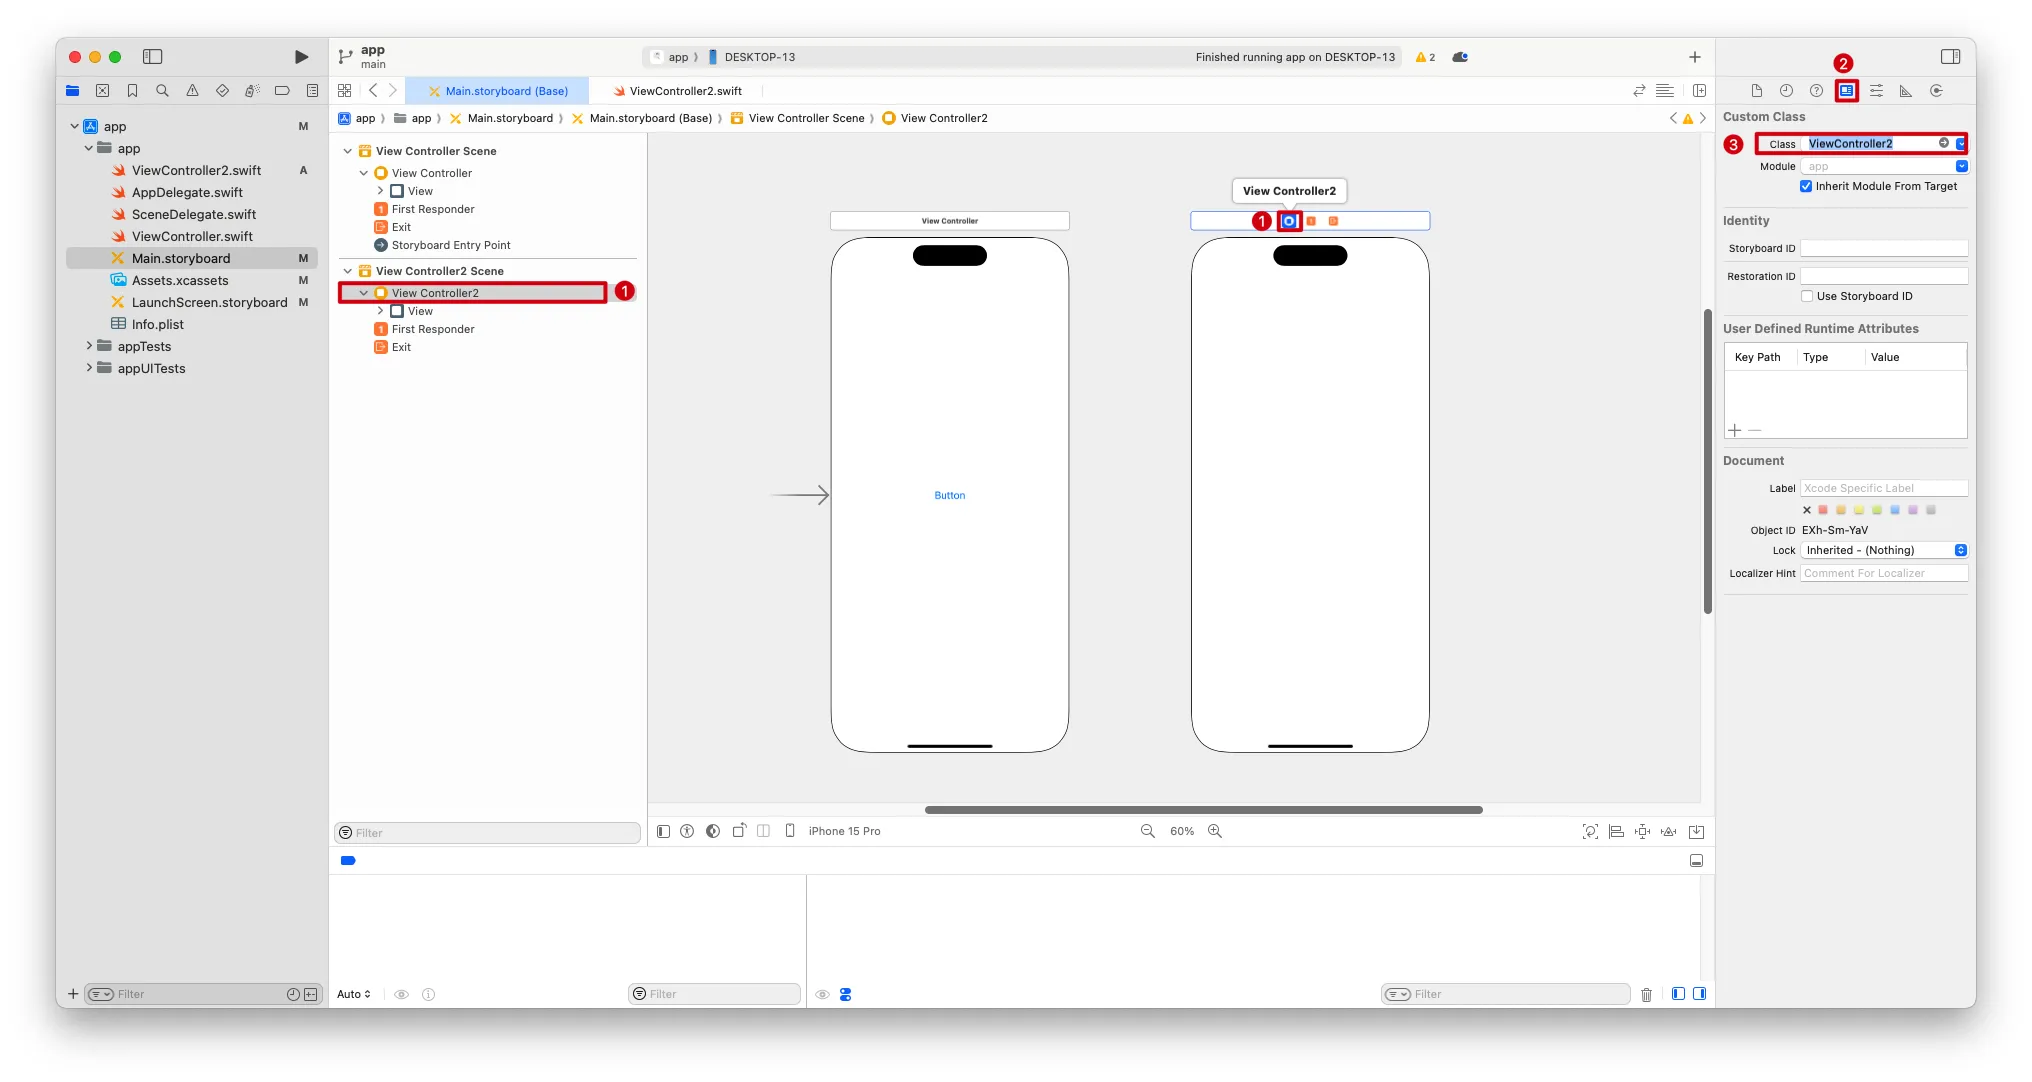 app
main
app
DESKTOP-13
Finished running app on DESKTOP-13
2
2
Main.storyboard (Base)
ViewController2.swift
app
app
Main.storyboard
Main.storyboard (Base)
View Controller Scene
View Controller2
app
M
app
ViewController2.swift
A
AppDelegate.swift
SceneDelegate.swift
ViewController.swift
Main.storyboard
M
Assets.xcassets
M
LaunchScreen.storyboard
M
Info.plist
appTests
appUITests
Filter
View Controller Scene
View Controller
View
1
First Responder
Exit
Storyboard Entry Point
View Controller2 Scene
View Controller2
1
View
1
First Responder
Exit
Filter
View Controller
View Controller2
1
1
Button
iPhone 15 Pro
60%
Auto
Filter
Filter
Custom Class
3
Class
ViewController2
Module
app
Inherit Module From Target
Identity
Storyboard ID
Restoration ID
Use Storyboard ID
User Defined Runtime Attributes
Key Path
Type
Value
Document
Label
Xcode Specific Label
Object ID
EXh-Sm-YaV
Lock
Inherited - (Nothing)
Localizer Hint
Comment For Localizer